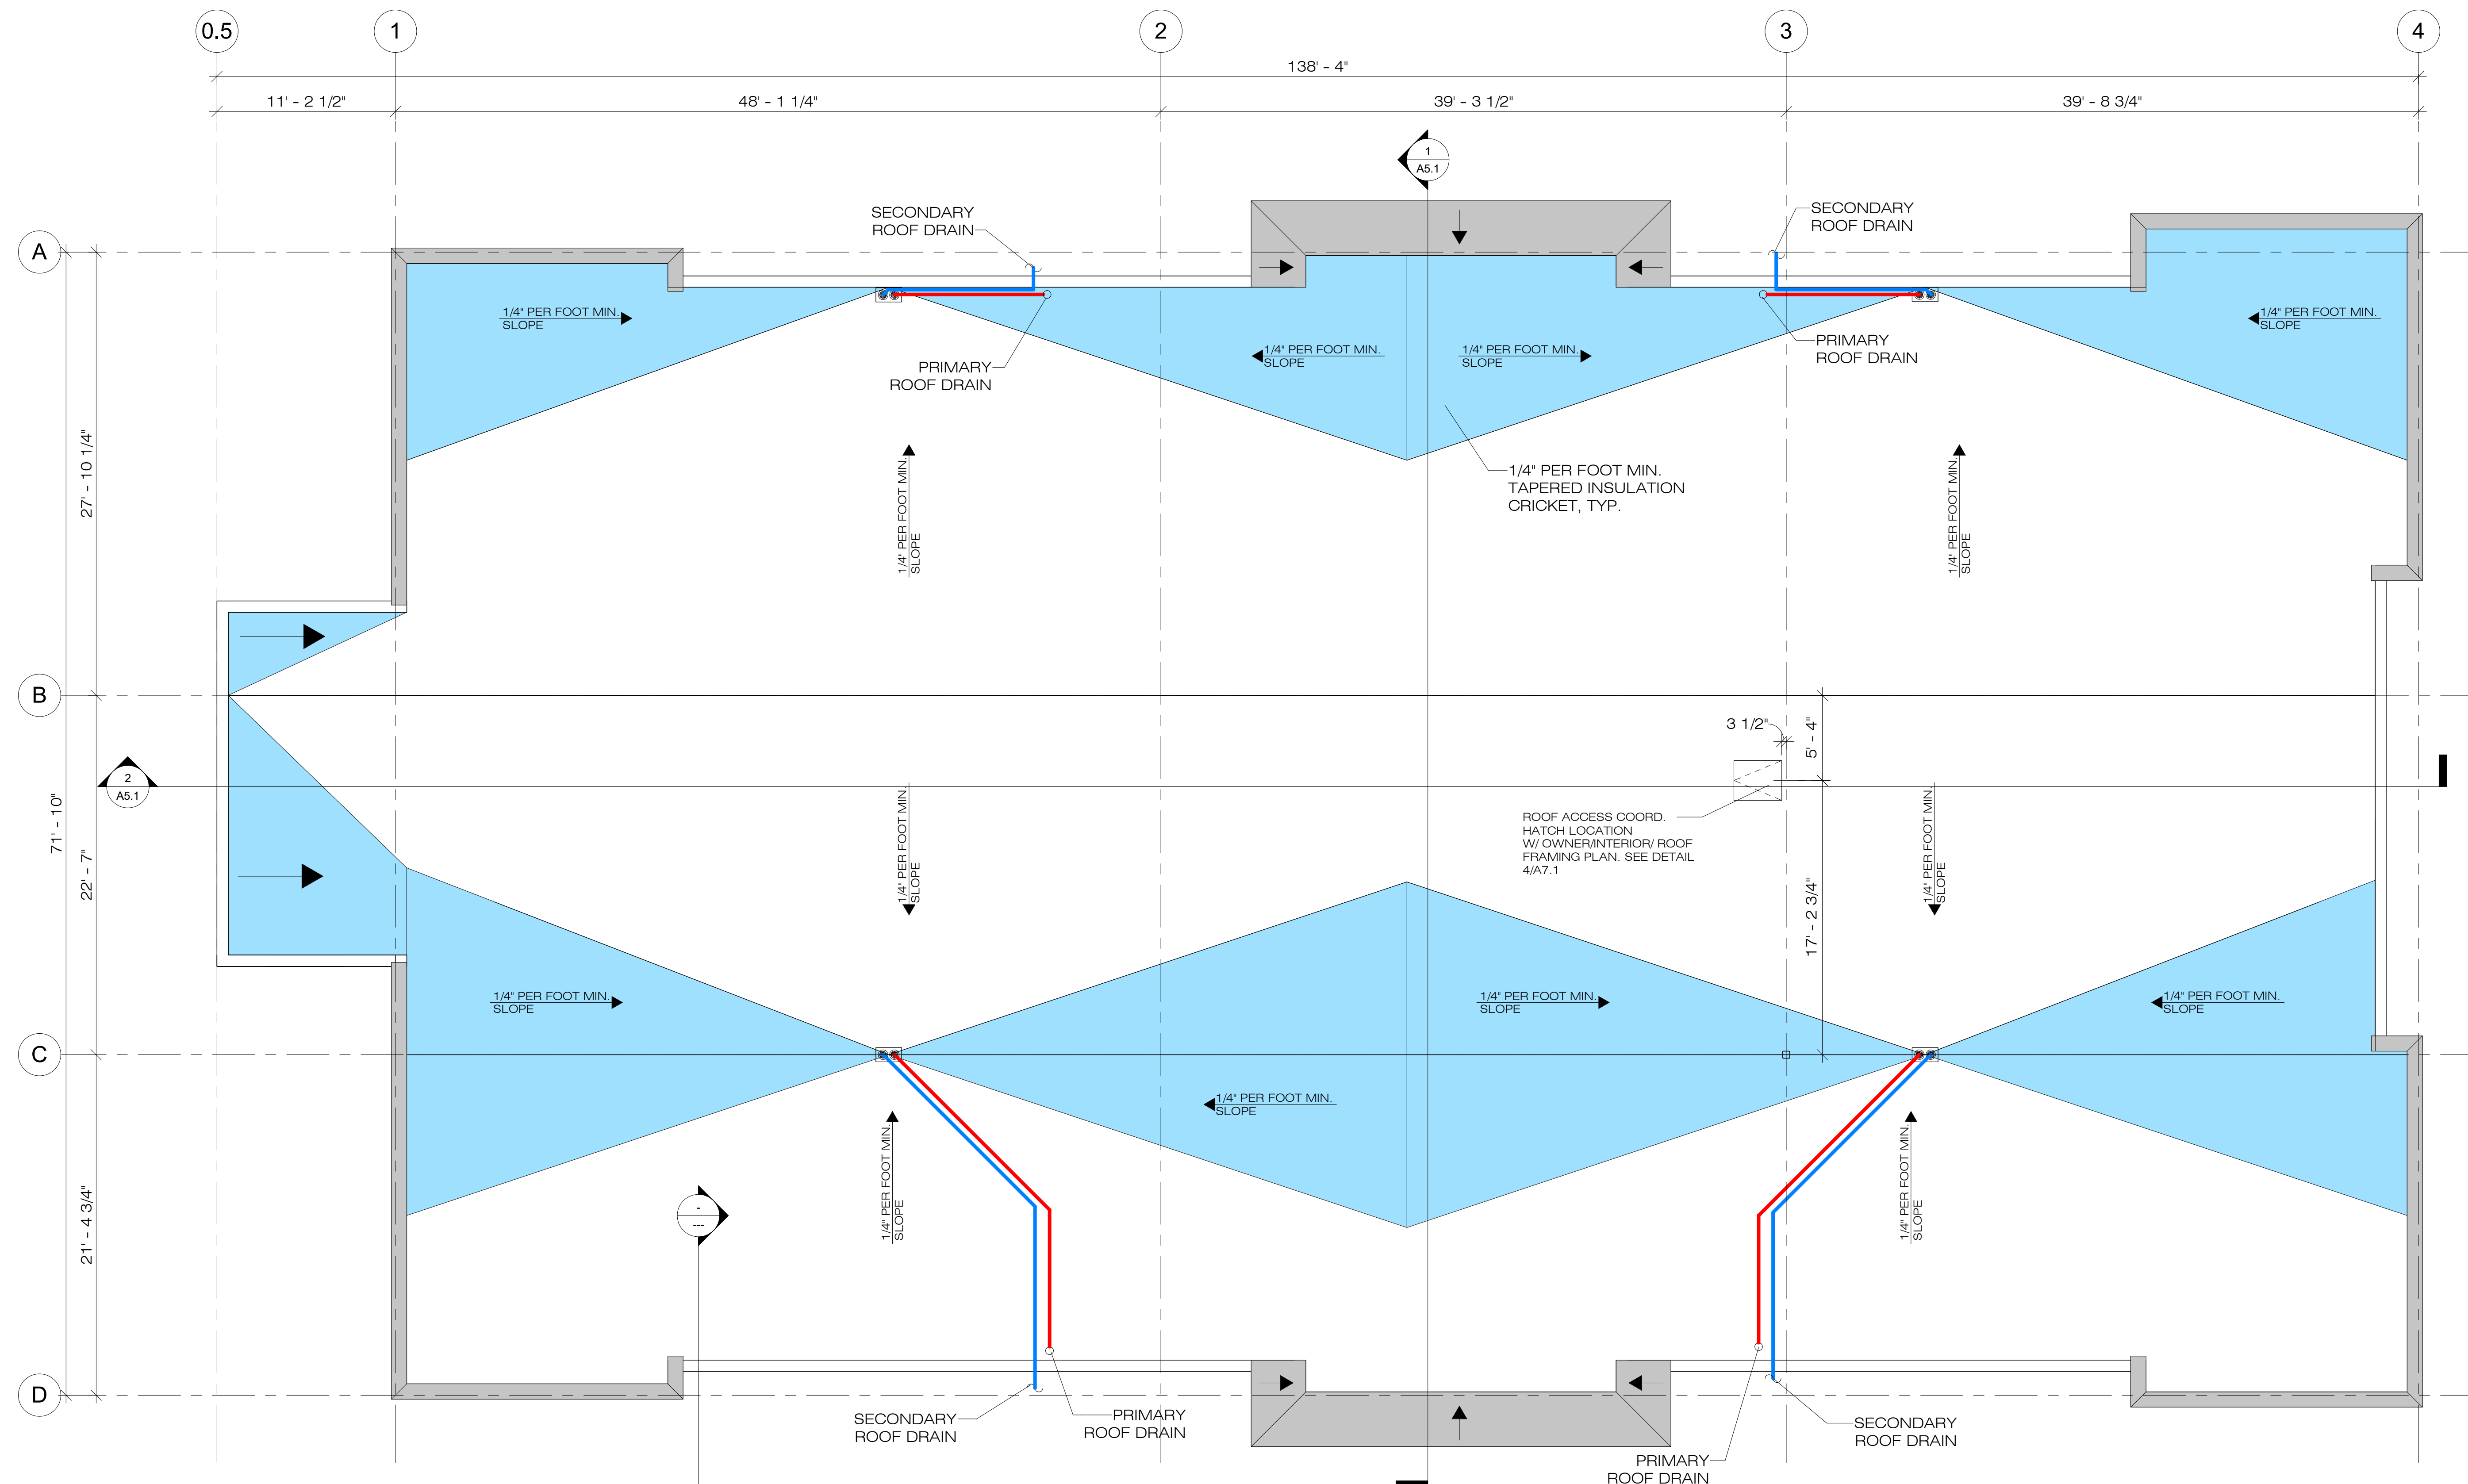 0.5
1
2
3
4
138' - 4"
11' - 2 1/2"
48' - 1 1/4"
39' - 3 1/2"
39' - 8 3/4"
1
A5.1
SECONDARY
ROOF DRAIN
SECONDARY
ROOF DRAIN
A
1/4" PER FOOT MIN.
SLOPE
1/4" PER FOOT MIN.
SLOPE
1/4" PER FOOT MIN.
SLOPE
1/4" PER FOOT MIN.
SLOPE
PRIMARY
ROOF DRAIN
PRIMARY
ROOF DRAIN
27' - 10 1/4"
1/4" PER FOOT MIN.
SLOPE
1/4" PER FOOT MIN.
TAPERED INSULATION
CRICKET, TYP.
1/4" PER FOOT MIN.
SLOPE
B
3 1/2"
5' - 4"
2
A5.1
71' - 10"
22' - 7"
1/4" PER FOOT MIN.
SLOPE
ROOF ACCESS COORD.
HATCH LOCATION
W/ OWNER/INTERIOR/ ROOF
FRAMING PLAN. SEE DETAIL
4/A7.1
1/4" PER FOOT MIN.
SLOPE
17' - 2 3/4"
1/4" PER FOOT MIN.
SLOPE
1/4" PER FOOT MIN.
SLOPE
1/4" PER FOOT MIN.
SLOPE
C
1/4" PER FOOT MIN.
SLOPE
21' - 4 3/4"
-
---
1/4" PER FOOT MIN.
SLOPE
1/4" PER FOOT MIN.
SLOPE
D
SECONDARY
ROOF DRAIN
PRIMARY
ROOF DRAIN
SECONDARY
ROOF DRAIN
PRIMARY
ROOF DRAIN